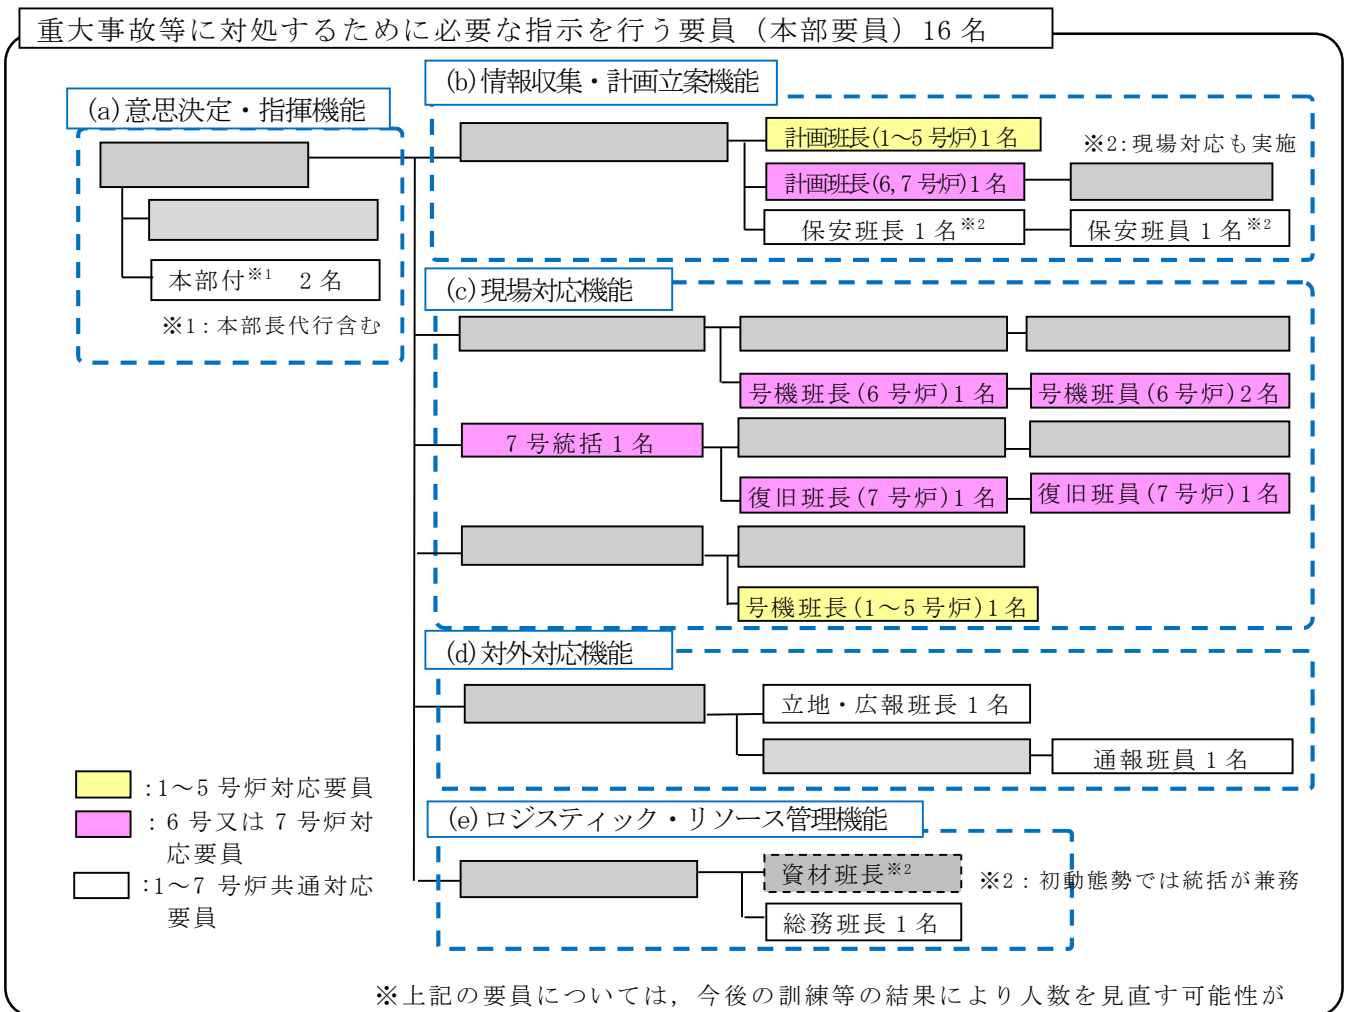 重大事故等に対処するために必要な指示を行う要員（本部要員）16 名
(a)意思決定・指揮機能
本部付※1 2 名
※1：本部長代行含む
(b)情報収集・計画立案機能
計画班長(1～5 号炉)1 名
※2:現場対応も実施
計画班長(6,7 号炉)1 名
保安班長 1 名※2
保安班員 1 名※2
(c)現場対応機能
号機班長(6 号炉)1 名
号機班員(6 号炉)2名
7 号統括 1 名
復旧班長(7 号炉)1 名
復旧班員(7 号炉)1名
号機班長(1～5 号炉)1名
(d)対外対応機能
立地・広報班長 1 名
通報班員 1 名
(e)ロジスティック・リソース管理機能
資材班長※2
※2：初動態勢では統括が兼務
総務班長 1 名
:1～5 号炉対応要員
：6 号又は 7 号炉対
応要員
:1～7 号炉共通対応
要員
※上記の要員については，今後の訓練等の結果により人数を見直す可能性が